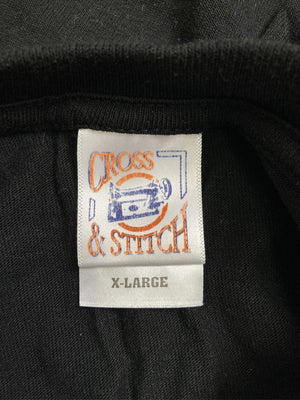 CROSS
& STITCH
X-LARGE